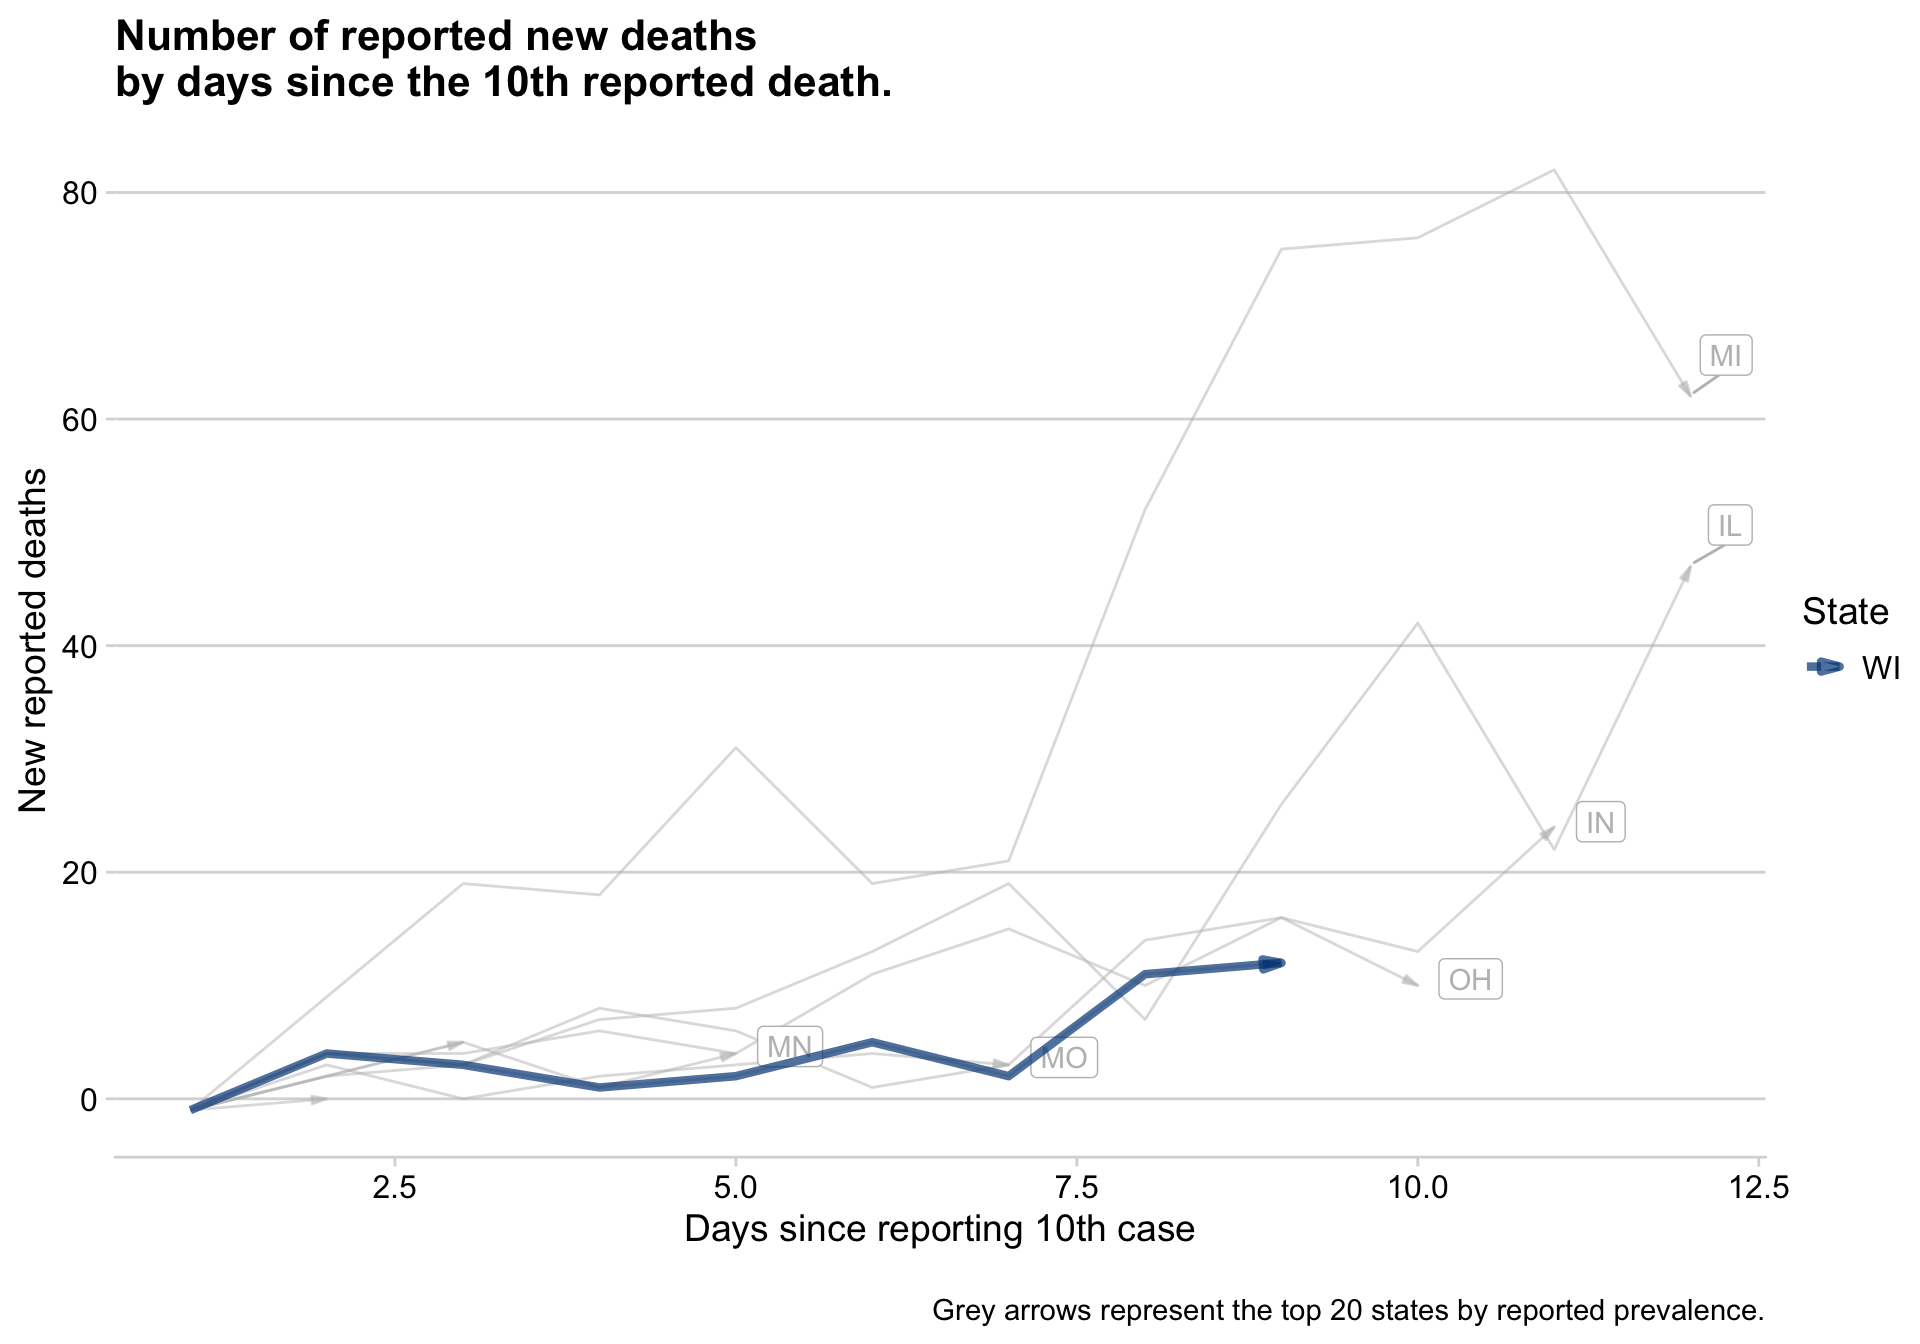 Number of reported new deaths
by days since the 10th reported death.
80
60
40
20
0
New reported deaths
MI
IL
IN
OH
MN
MO
State
WI
2.5 5.0 7.5 10.0 12.5
Days since reporting 10th case
Grey arrows represent the top 20 states by reported prevalence.